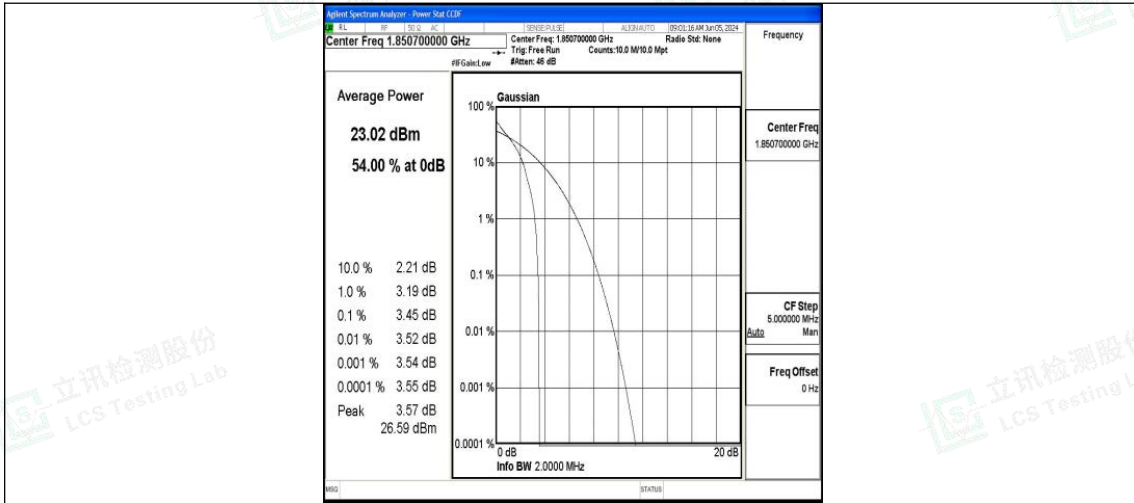 Agilent Spectrum Analyzer - Power Stat CCDF
RL RF 50 Ω AC SENSE:PULSE ALIGN AUTO 09:01:16 AM Jun 05, 2024
Center Freq 1.850700000 GHz
Center Freq: 1.850700000 GHz Radio Std: None
Trig: Free Run Counts:10.0 M/10.0 Mpt
#IFGain:Low #Atten: 46 dB
Frequency
Average Power
23.02 dBm
54.00 % at 0dB
10.0 % 2.21 dB
1.0 % 3.19 dB
0.1 % 3.45 dB
0.01 % 3.52 dB
0.001 % 3.54 dB
0.0001 % 3.55 dB
Peak 3.57 dB
26.59 dBm
Gaussian
100 %
10 %
1 %
0.1 %
0.01 %
0.001 %
0.0001 %
0 dB 20 dB
Info BW 2.0000 MHz
Center Freq
1.850700000 GHz
CF Step
5.000000 MHz
Auto Man
Freq Offset
0 Hz
MSG STATUS
立讯检测股份
LCS Testing Lab
立讯检测股份
LCS Testing L